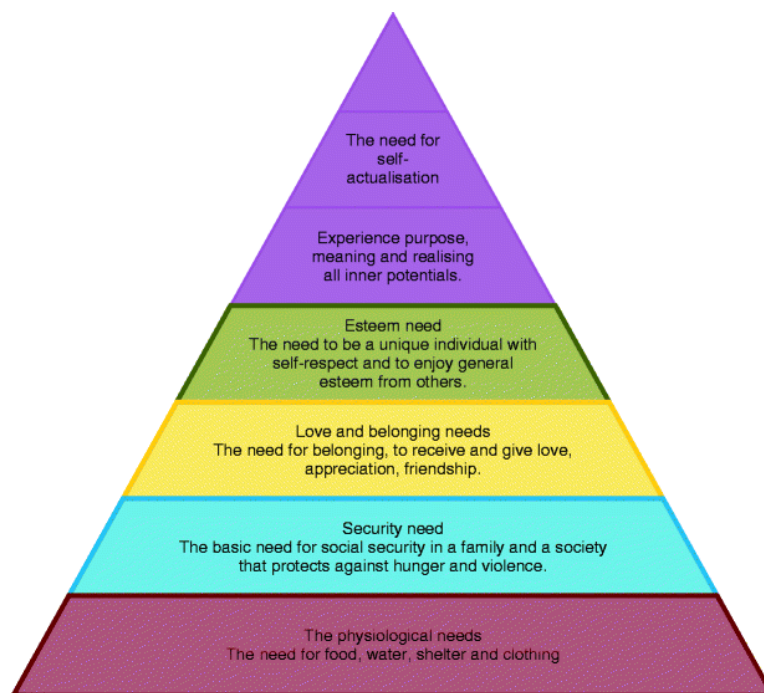 The need for
self-
actualisation
Experience purpose,
meaning and realising
all inner potentials.
Esteem need
The need to be a unique individual with
self-respect and to enjoy general
esteem from others.
Love and belonging needs
The need for belonging, to receive and give love,
appreciation, friendship.
Security need
The basic need for social security in a family and a society
that protects against hunger and violence.
The physiological needs
The need for food, water, shelter and clothing